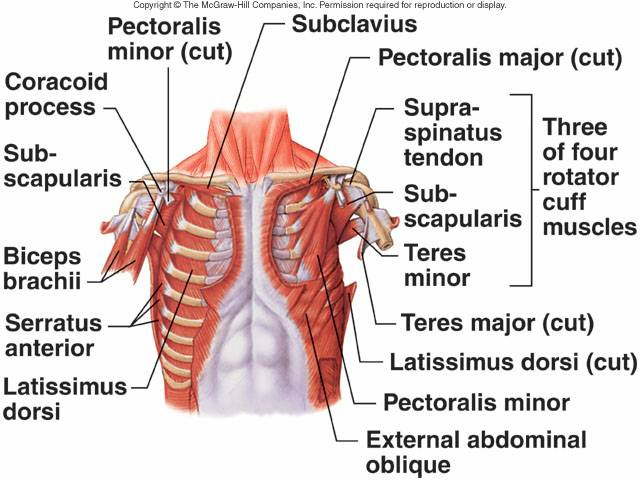 Copyright © The McGraw-Hill Companies, Inc. Permission required for reproduction or display.
Pectoralis
minor (cut)
Coracoid
process
Sub-
scapularis
Biceps
brachii
Serratus
anterior
Latissimus
dorsi
Subclavius
Pectoralis major (cut)
Supra-
spinatus
tendon
Sub-
scapularis
Teres
minor
Three
of four
rotator
cuff
muscles
Teres major (cut)
Latissimus dorsi (cut)
Pectoralis minor
External abdominal
oblique